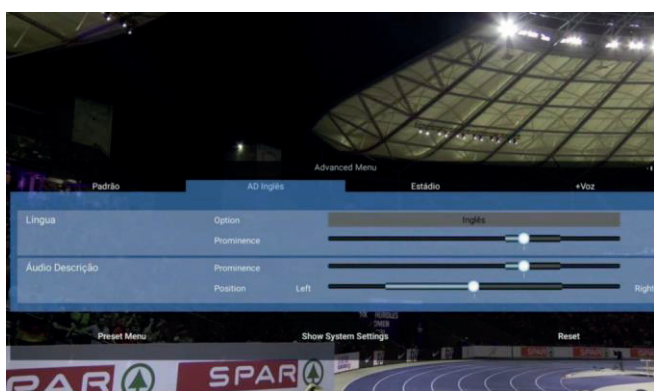 Advanced Menu
Padrão AD Inglês Estádio +Voz
Língua Option Inglês
Prominence
Áudio Descrição Prominence
Position Left Right
Preset Menu Show System Settings Reset
SPAR SPAR